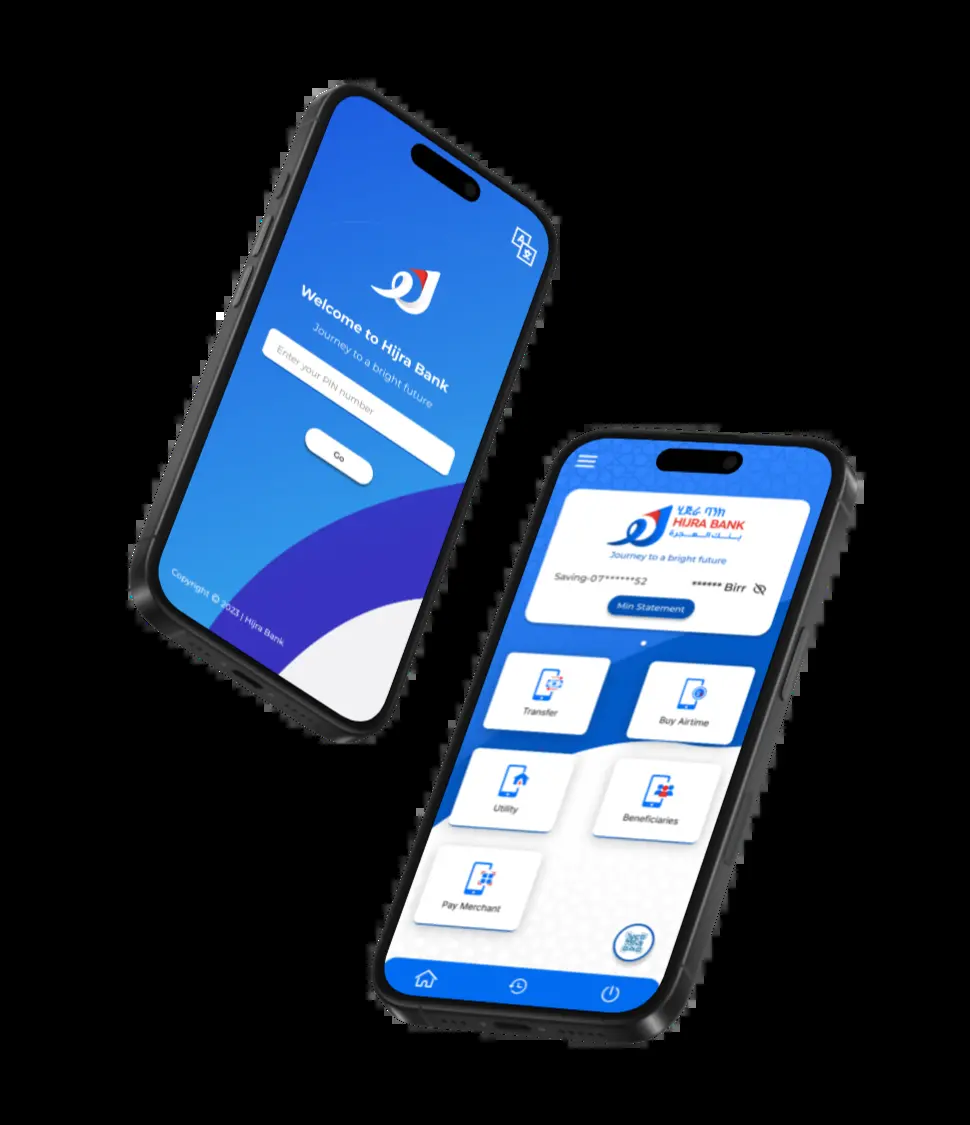 Welcome to Hijra Bank
Journey to a bright future
Enter your PIN number
Go
Copyright © 2023 | Hijra Bank
ሂጅራ ባንክ
HIJRA BANK
بنك الهجرة
Journey to a bright future
Saving-07******52
****** Birr
Min Statement
Transfer
Buy Airtime
Utility
Beneficiaries
Pay Merchant